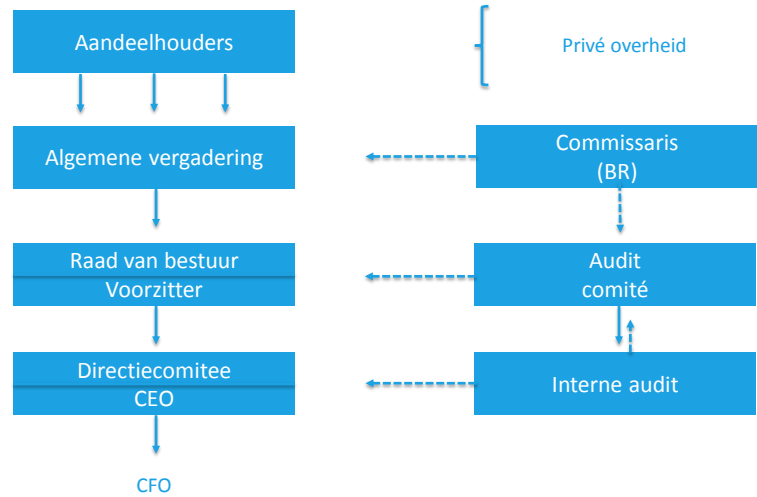 Aandeelhouders
Privé overheid
Algemene vergadering
Commissaris
(BR)
Raad van bestuur
Voorzitter
Audit
comité
Directiecomitee
CEO
Interne audit
CFO